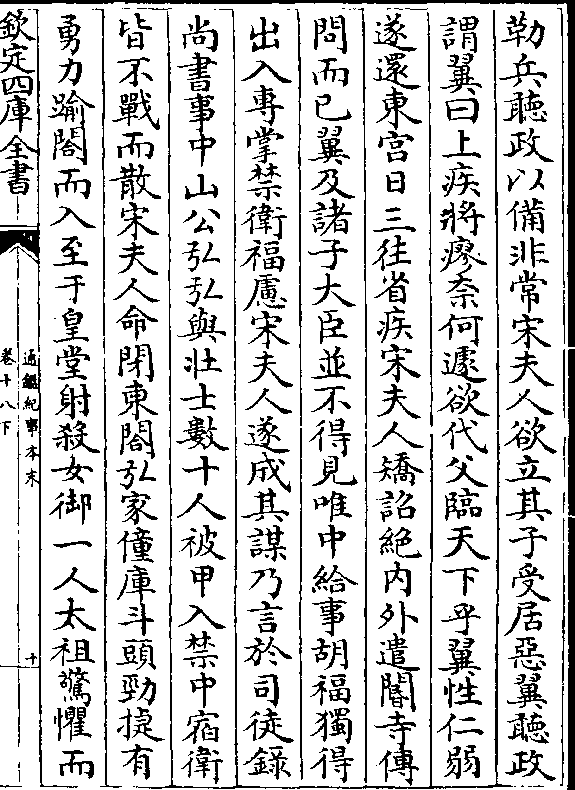 勒兵聽政以備非常宋夫人欲立其子受居惡翼聽政
謂翼曰上疾將瘳奈何遽欲代父臨天下乎翼性仁弱
遂還東宮日三往省疾宋夫人矯詔絕内外遣閽寺傳
問而已翼及諸子大臣並不得見唯中給事胡福獨得
出入專掌禁衛福慮宋夫人遂成其謀乃言於司徒錄
尚書事中山公弘弘與壯士數十人被甲入禁中宿衛
皆不戰而散宋夫人命閉東閤弘家僮庫斗頭勁捷有
勇力踰閤而入至于皇堂射殺女御一人太祖驚懼而
欽定四庫全書
通鑑紀事本末
卷十八下
十